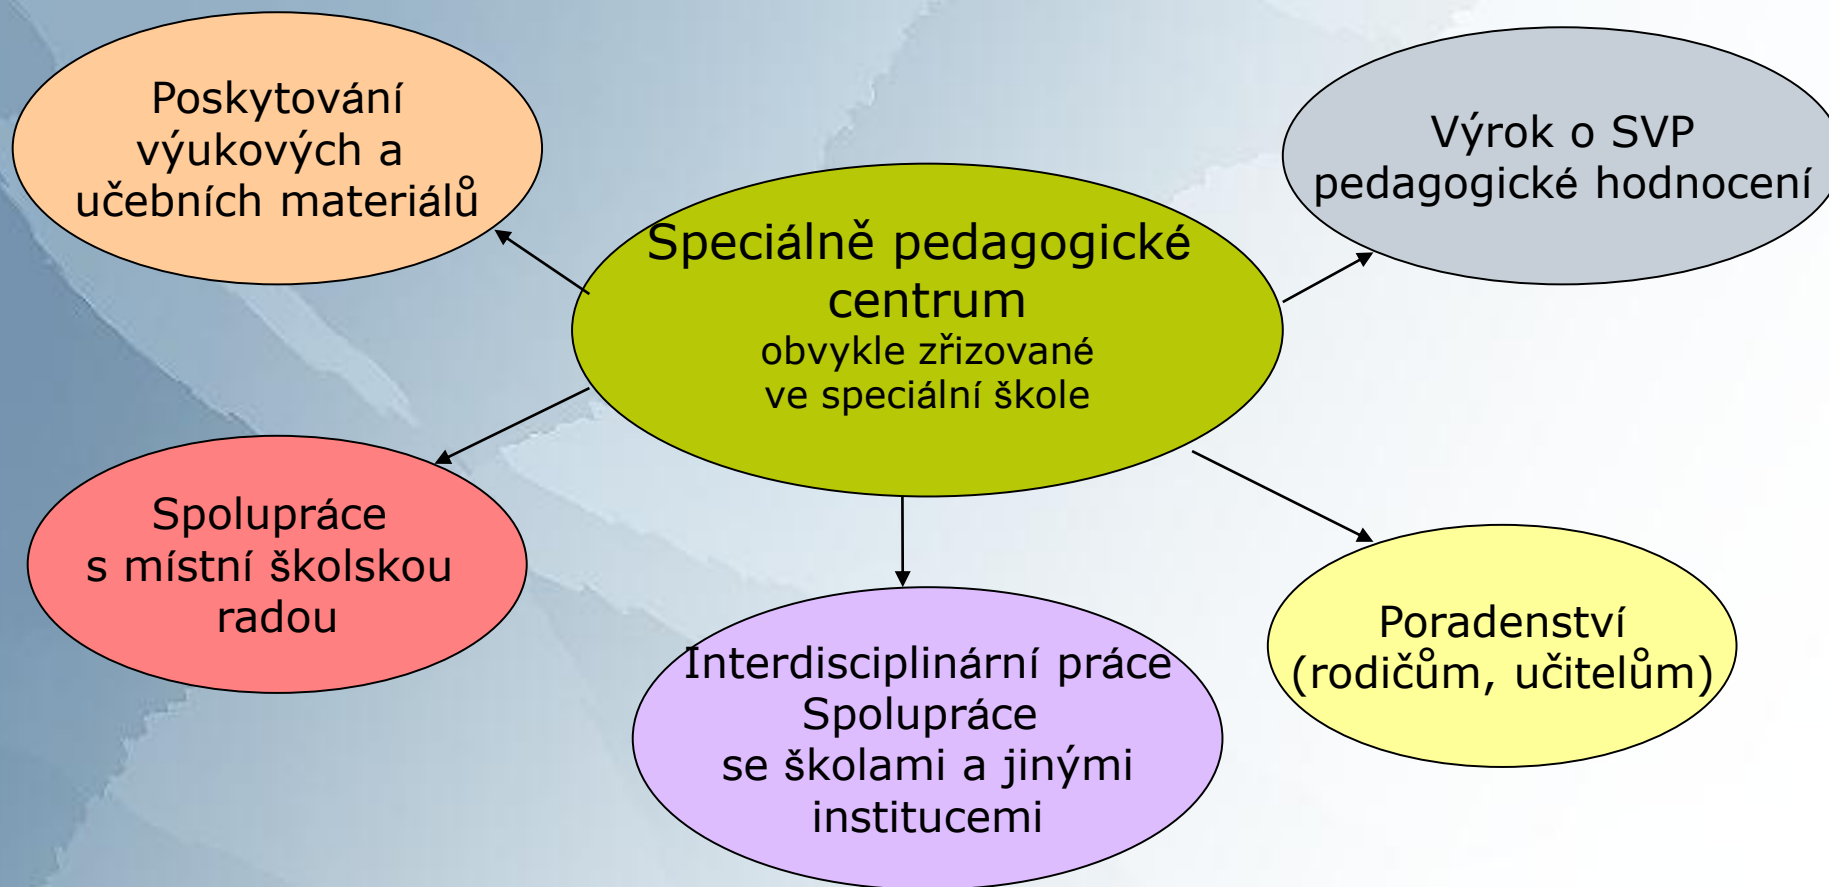 Poskytování
výukových a
učebních materiálů
Výrok o SVP
pedagogické hodnocení
Speciálně pedagogické
centrum
obvykle zřizované
ve speciální škole
Spolupráce
s místní školskou
radou
Interdisciplinární práce
Spolupráce
se školami a jinými
institucemi
Poradenství
(rodičům, učitelům)